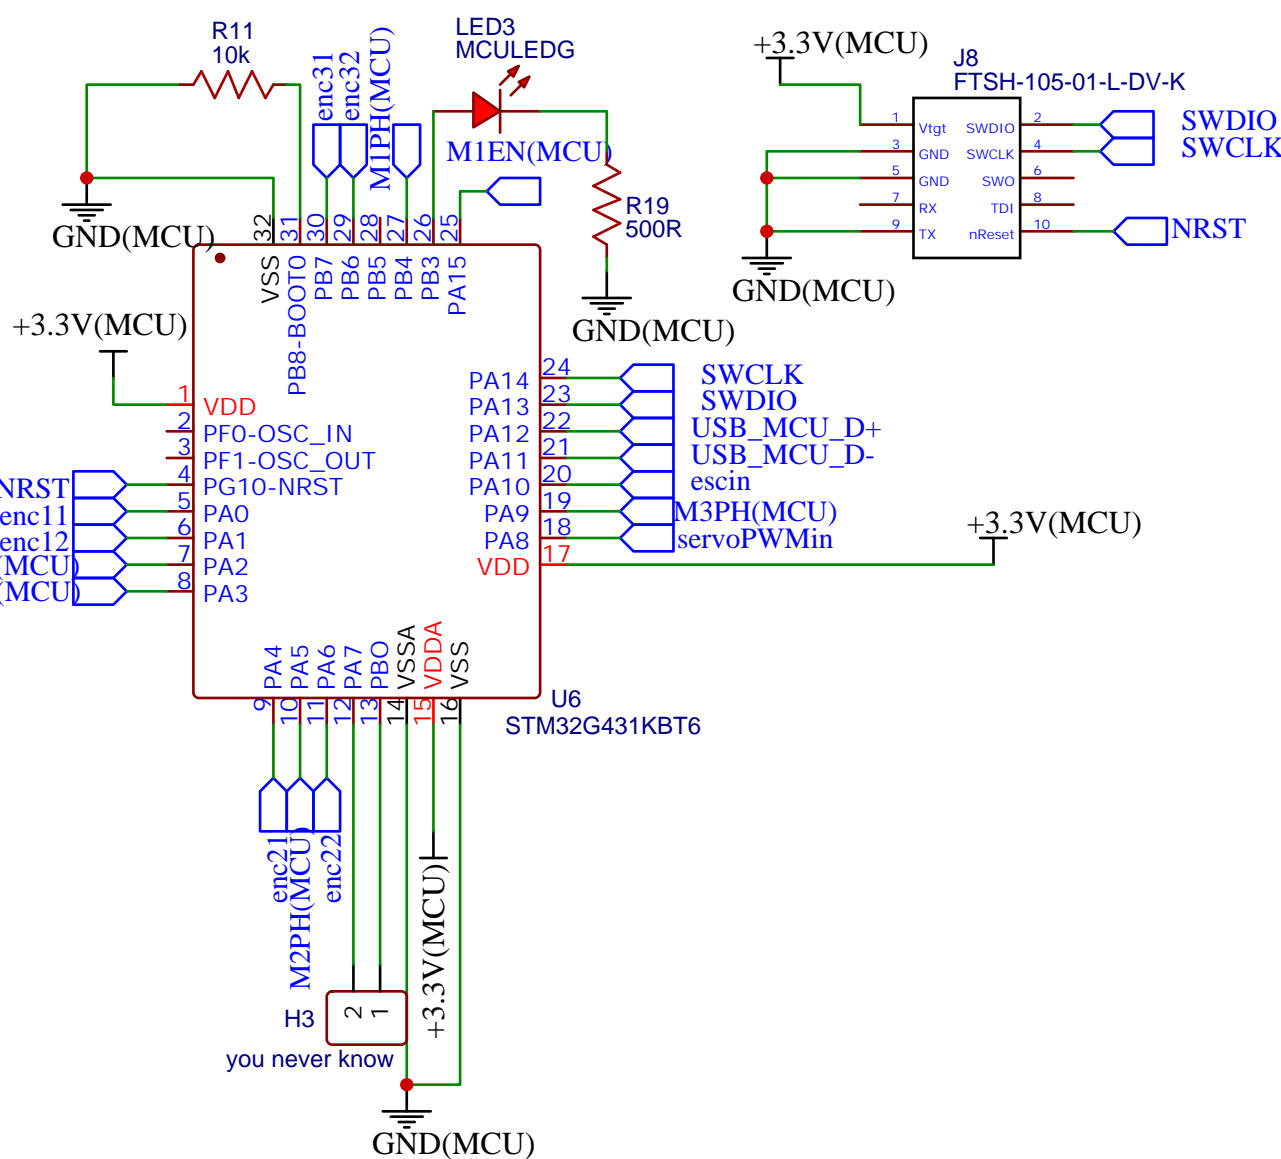 R11
10k
enc31
enc32
M1PH(MCU)
LED3
MCULEDG
M1EN(MCU)
R19
500R
GND(MCU)
GND(MCU)
+3.3V(MCU)
J8
FTSH-105-01-L-DV-K
1 Vtgt SWDIO 2
3 GND SWCLK 4
5 GND SWO 6
7 RX TDI 8
9 TX nReset 10
SWDIO
SWCLK
NRST
GND(MCU)
32 31 30 29 28 27 26 25
VSS
PB8-BOOT0
PB7
PB6
PB5
PB4
PB3
PA15
+3.3V(MCU)
1 VDD
2 PF0-OSC_IN
3 PF1-OSC_OUT
NRST 4 PG10-NRST
enc11 5 PA0
enc12 6 PA1
(MCU) 7 PA2
(MCU) 8 PA3
PA14 24 SWCLK
PA13 23 SWDIO
PA12 22 USB_MCU_D+
PA11 21 USB_MCU_D-
PA10 20 escin
PA9 19 M3PH(MCU)
PA8 18 servoPWMin
VDD 17
+3.3V(MCU)
PA4
PA5
PA6
PA7
PBO
VSSA
VDDA
VSS
9 10 11 12 13 14 15 16
U6
STM32G431KBT6
enc21
M2PH(MCU)
enc22
+3.3V(MCU)
H3
2 1
you never know
GND(MCU)